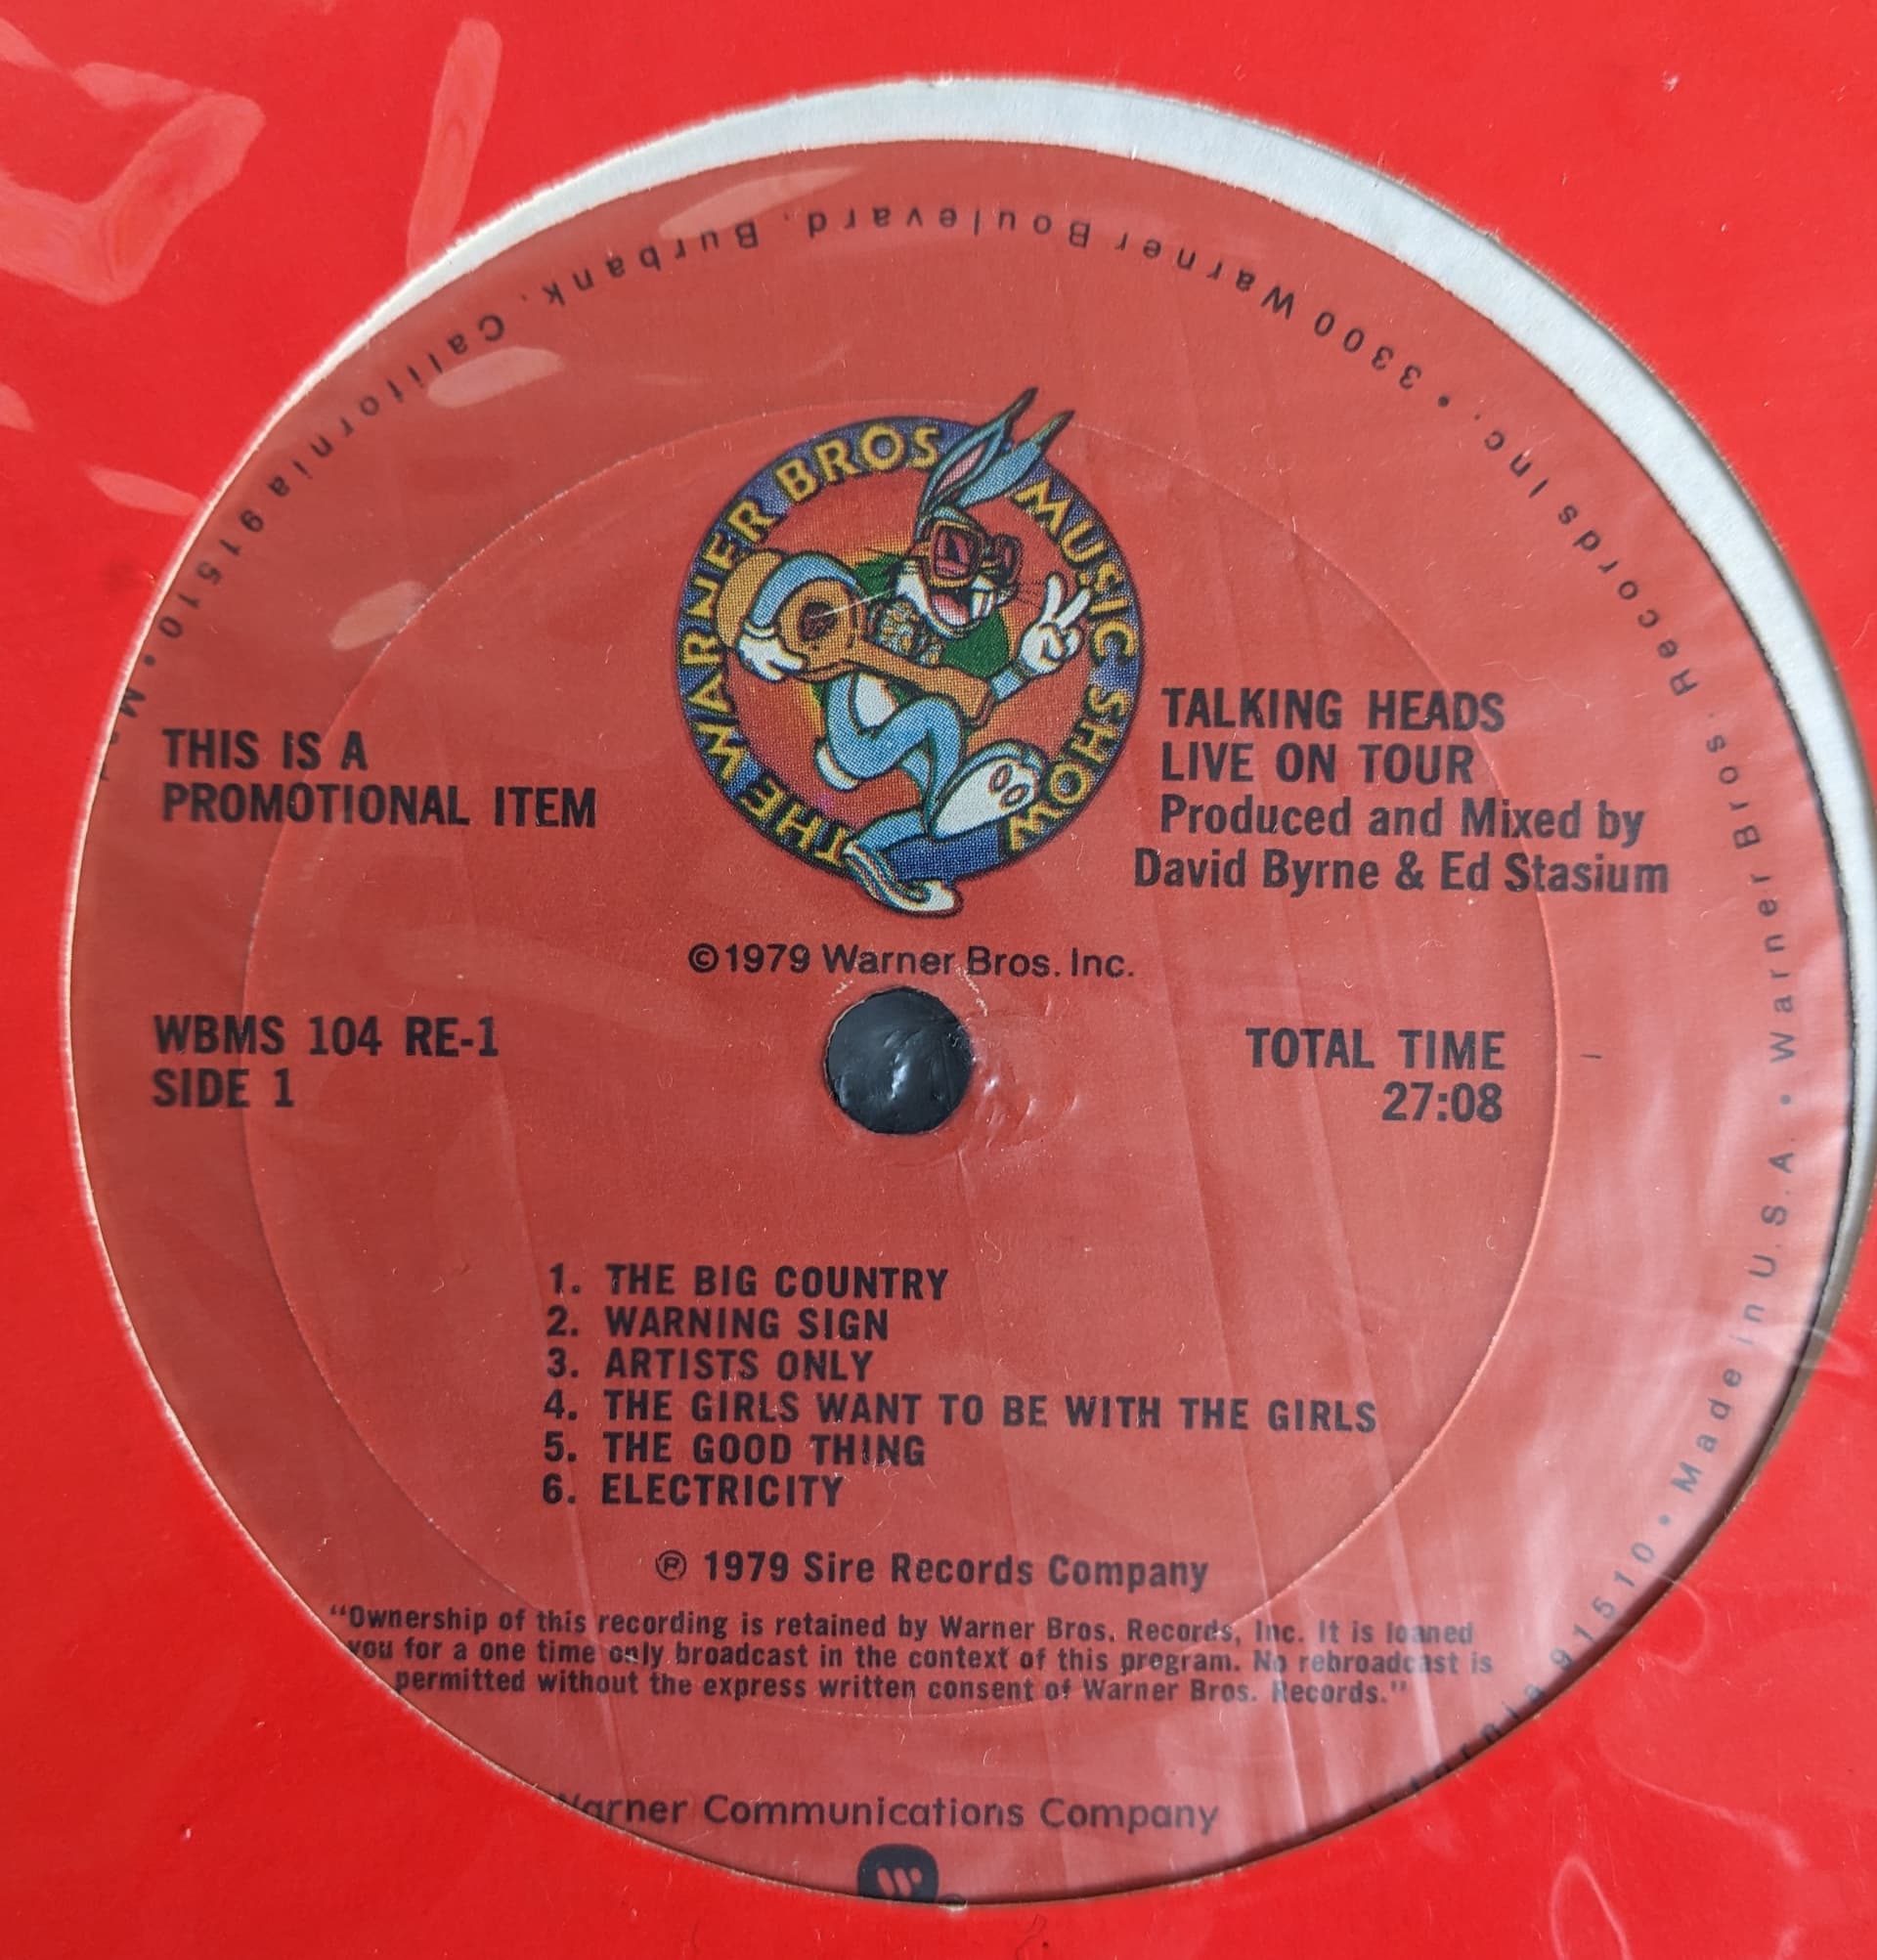 THE WARNER BROS MUSIC SHOW
THIS IS A
PROMOTIONAL ITEM
TALKING HEADS
LIVE ON TOUR
Produced and Mixed by
David Byrne & Ed Stasium
©1979 Warner Bros. Inc.
WBMS 104 RE-1
SIDE 1
TOTAL TIME
27:08
1. THE BIG COUNTRY
2. WARNING SIGN
3. ARTISTS ONLY
4. THE GIRLS WANT TO BE WITH THE GIRLS
5. THE GOOD THING
6. ELECTRICITY
Ⓟ 1979 Sire Records Company
"Ownership of this recording is retained by Warner Bros. Records, Inc. It is loaned
you for a one time only broadcast in the context of this program. No rebroadcast is
permitted without the express written consent of Warner Bros. Records."
Warner Communications Company
Made in U.S.A. • Warner Bros. Records Inc. • 3300 Warner Boulevard, Burbank, California 91510 •
91510 •